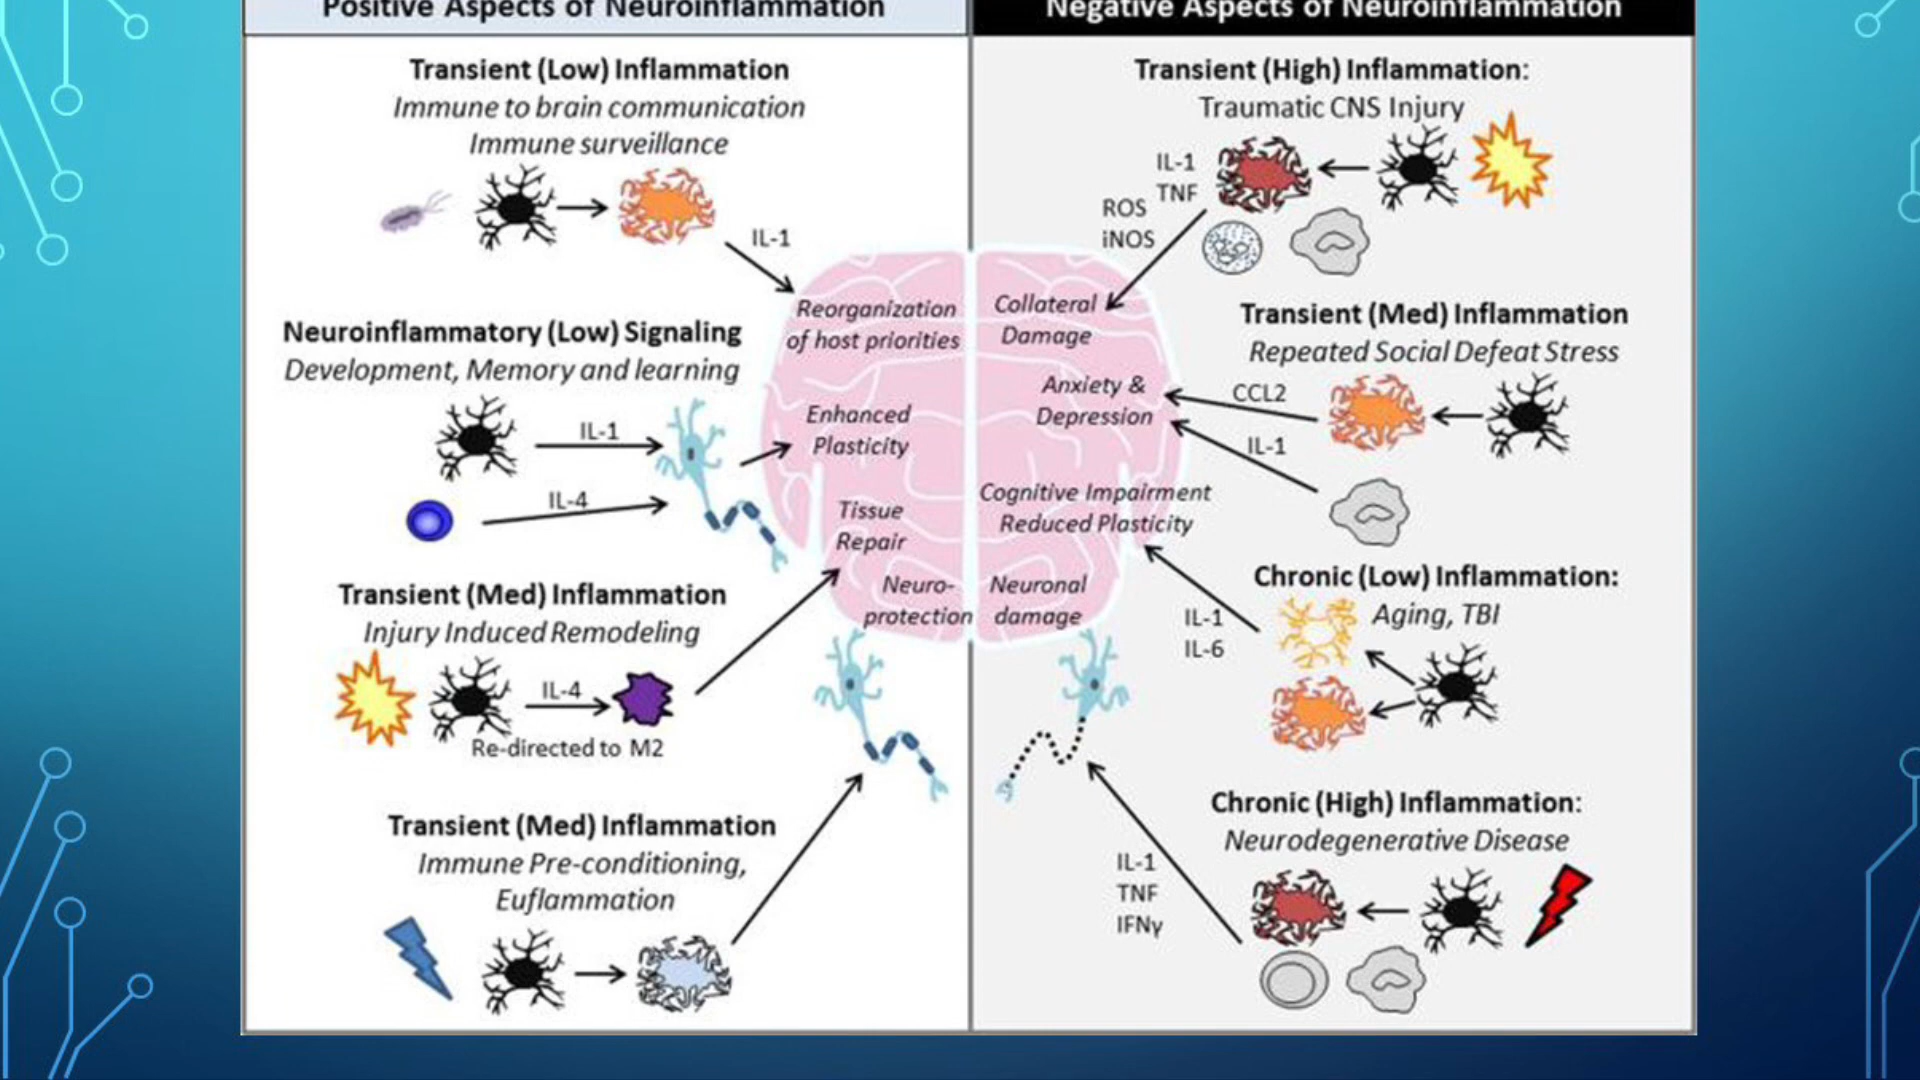 Positive Aspects of Neuroinflammation
Transient (Low) Inflammation
Immune to brain communication
Immune surveillance
IL-1
Reorganization
of host priorities
Neuroinflammatory (Low) Signaling
Development, Memory and learning
IL-1
IL-4
Enhanced
Plasticity
Transient (Med) Inflammation
Injury Induced Remodeling
IL-4
Re-directed to M2
Tissue
Repair
Transient (Med) Inflammation
Immune Pre-conditioning,
Euflammation
Neuro-
protection
Negative Aspects of Neuroinflammation
Transient (High) Inflammation:
Traumatic CNS Injury
IL-1
TNF
ROS
iNOS
Collateral
Damage
Transient (Med) Inflammation
Repeated Social Defeat Stress
CCL2
IL-1
Anxiety &
Depression
Chronic (Low) Inflammation:
Aging, TBI
IL-1
IL-6
Cognitive Impairment
Reduced Plasticity
Chronic (High) Inflammation:
Neurodegenerative Disease
IL-1
TNF
IFNγ
Neuronal
damage